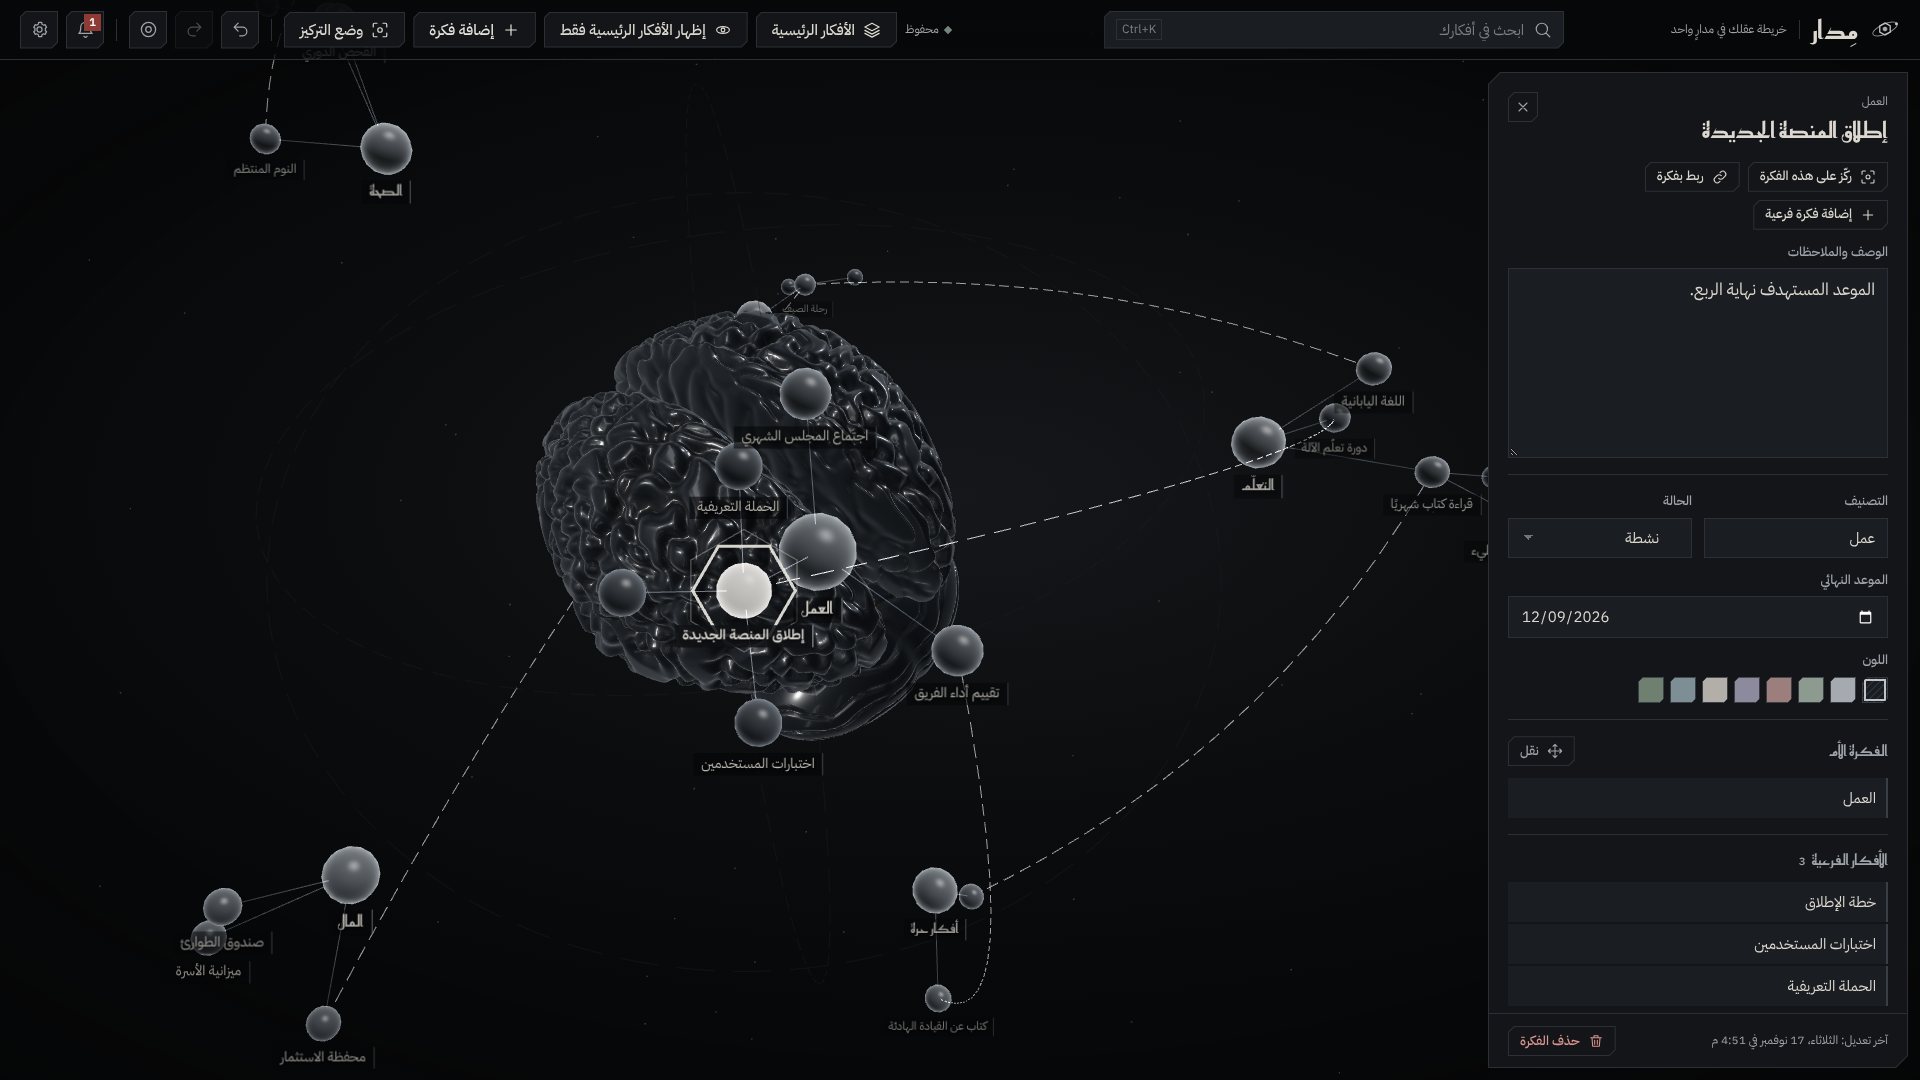 مِدار
خريطة عقلك في مدارٍ واحد
ابحث في أفكارك
Ctrl+K
محفوظ
الأفكار الرئيسية
إظهار الأفكار الرئيسية فقط
إضافة فكرة
وضع التركيز
1
الفحص الدوري
النوم المنتظم
الصحة
رحلة الصيف
اجتماع المجلس الشهري
الحملة التعريفية
العمل
إطلاق المنصة الجديدة
تقييم أداء الفريق
اختبارات المستخدمين
اللغة اليابانية
دورة تعلّم الآلة
التعلّم
قراءة كتاب شهريًا
المال
صندوق الطوارئ
ميزانية الأسرة
محفظة الاستثمار
أفكار حرة
كتاب عن القيادة الهادئة
العمل
إطلاق المنصة الجديدة
ركّز على هذه الفكرة
ربط بفكرة
إضافة فكرة فرعية
الوصف والملاحظات
الموعد المستهدف نهاية الربع.
التصنيف
الحالة
عمل
نشطة
الموعد النهائي
12/09/2026
اللون
الفكرة الأم
نقل
العمل
الأفكار الفرعية 3
خطة الإطلاق
اختبارات المستخدمين
الحملة التعريفية
آخر تعديل: الثلاثاء، 17 نوفمبر في 4:51 م
حذف الفكرة